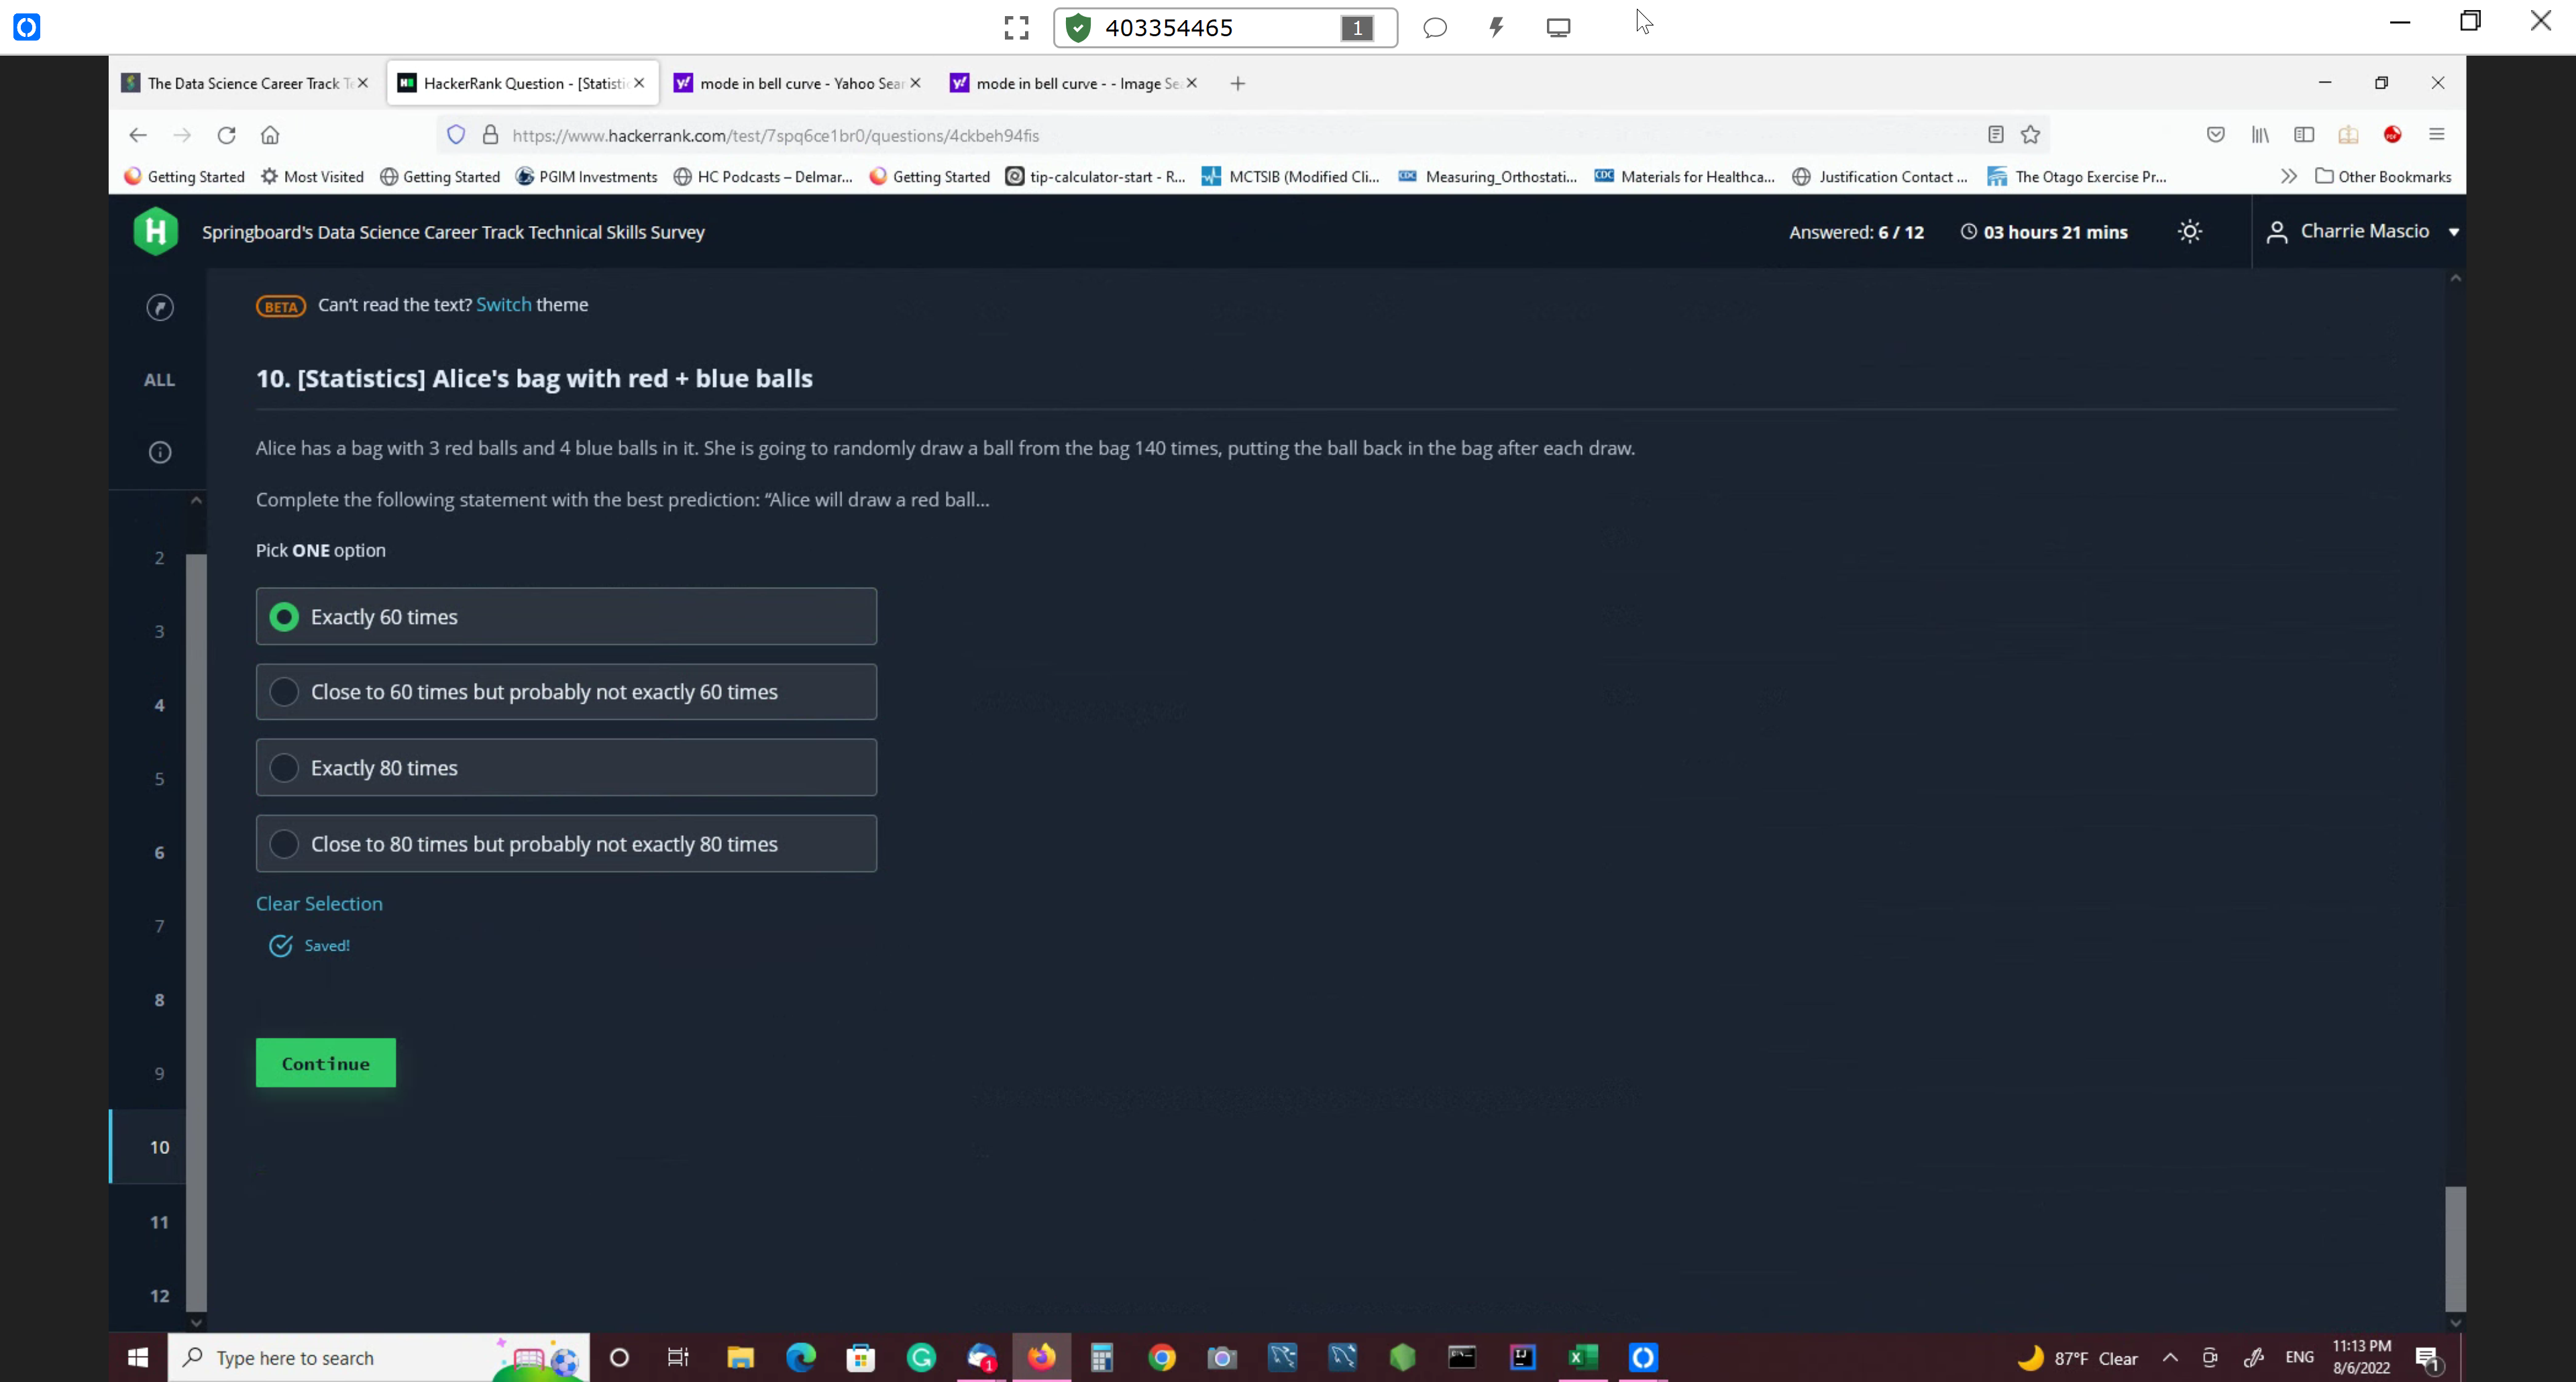 403354465 1
The Data Science Career Track
HackerRank Question - [Statisti
mode in bell curve - Yahoo Sear
mode in bell curve - - Image Se
https://www.hackerrank.com/test/7spq6ce1br0/questions/4ckbeh94fis
Getting Started Most Visited Getting Started PGIM Investments HC Podcasts – Delmar... Getting Started tip-calculator-start - R... MCTSIB (Modified Cli... Measuring_Orthostati... Materials for Healthca... Justification Contact ... The Otago Exercise Pr... Other Bookmarks
Springboard's Data Science Career Track Technical Skills Survey
Answered: 6 / 12 03 hours 21 mins Charrie Mascio
BETA Can't read the text? Switch theme
ALL
10. [Statistics] Alice's bag with red + blue balls
Alice has a bag with 3 red balls and 4 blue balls in it. She is going to randomly draw a ball from the bag 140 times, putting the ball back in the bag after each draw.
Complete the following statement with the best prediction: “Alice will draw a red ball...
Pick ONE option
Exactly 60 times
Close to 60 times but probably not exactly 60 times
Exactly 80 times
Close to 80 times but probably not exactly 80 times
Clear Selection
Saved!
Continue
2
3
4
5
6
7
8
9
10
11
12
Type here to search
87°F Clear
ENG
11:13 PM
8/6/2022